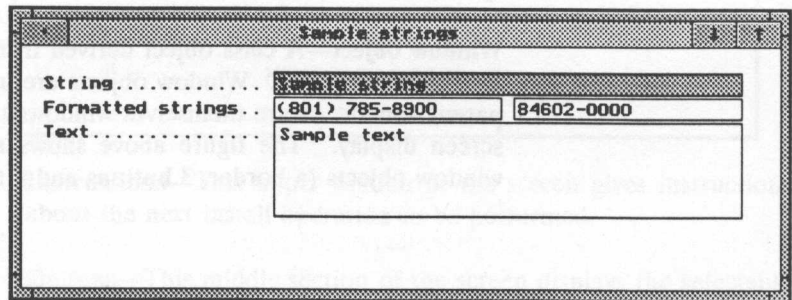 Sample strings
String............. Sample string
Formatted strings. (801) 785-8900 84602-0000
Text............... Sample text